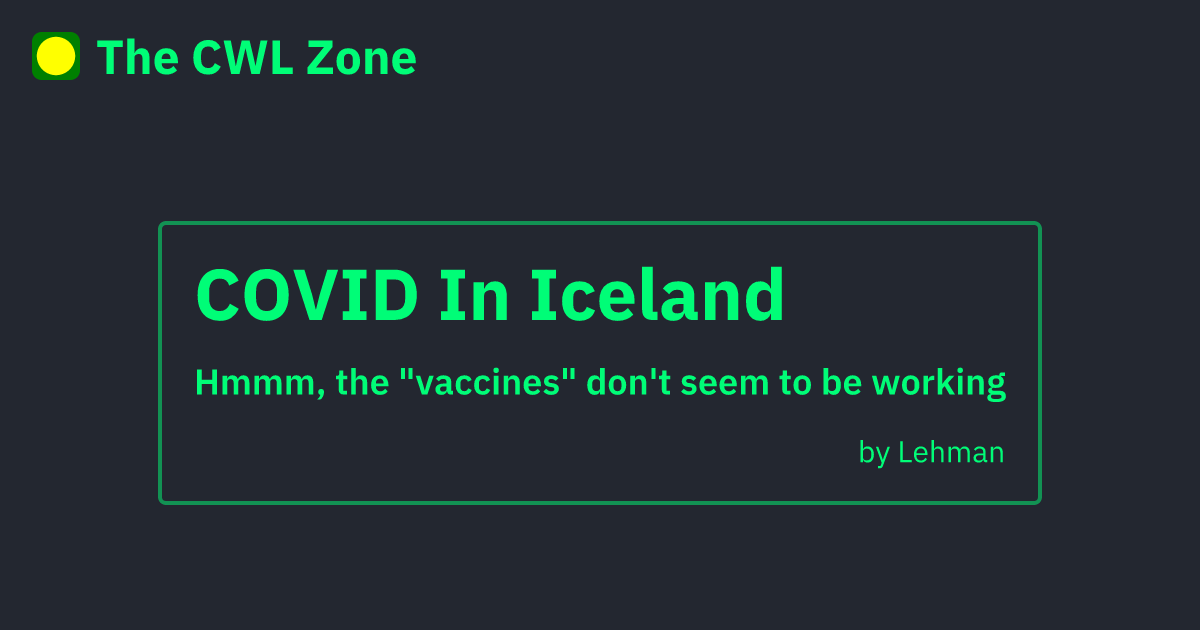 The CWL Zone
COVID In Iceland
Hmmm, the "vaccines" don't seem to be working
by Lehman